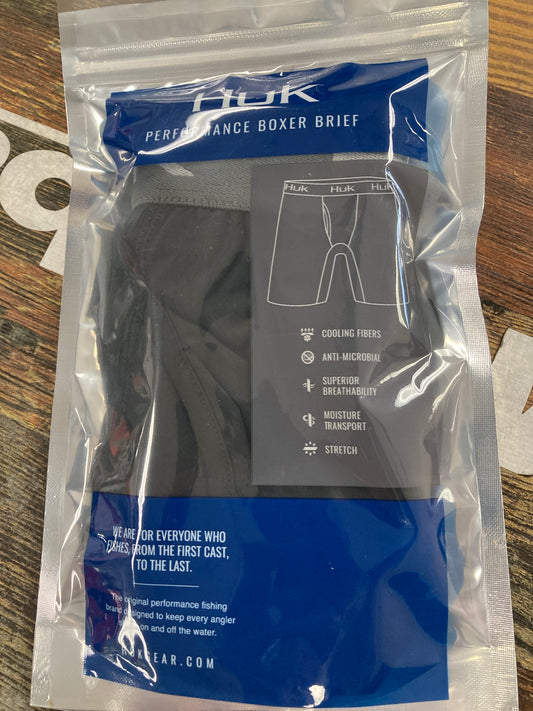 Huk
PERFORMANCE BOXER BRIEF
Huk Huk Huk
COOLING FIBERS
ANTI-MICROBIAL
SUPERIOR
BREATHABILITY
MOISTURE
TRANSPORT
STRETCH
WE ARE FOR EVERYONE WHO
FISHES, FROM THE FIRST CAST,
TO THE LAST.
The original performance fishing
brand designed to keep every angler
on and off the water.
HUKGEAR.COM